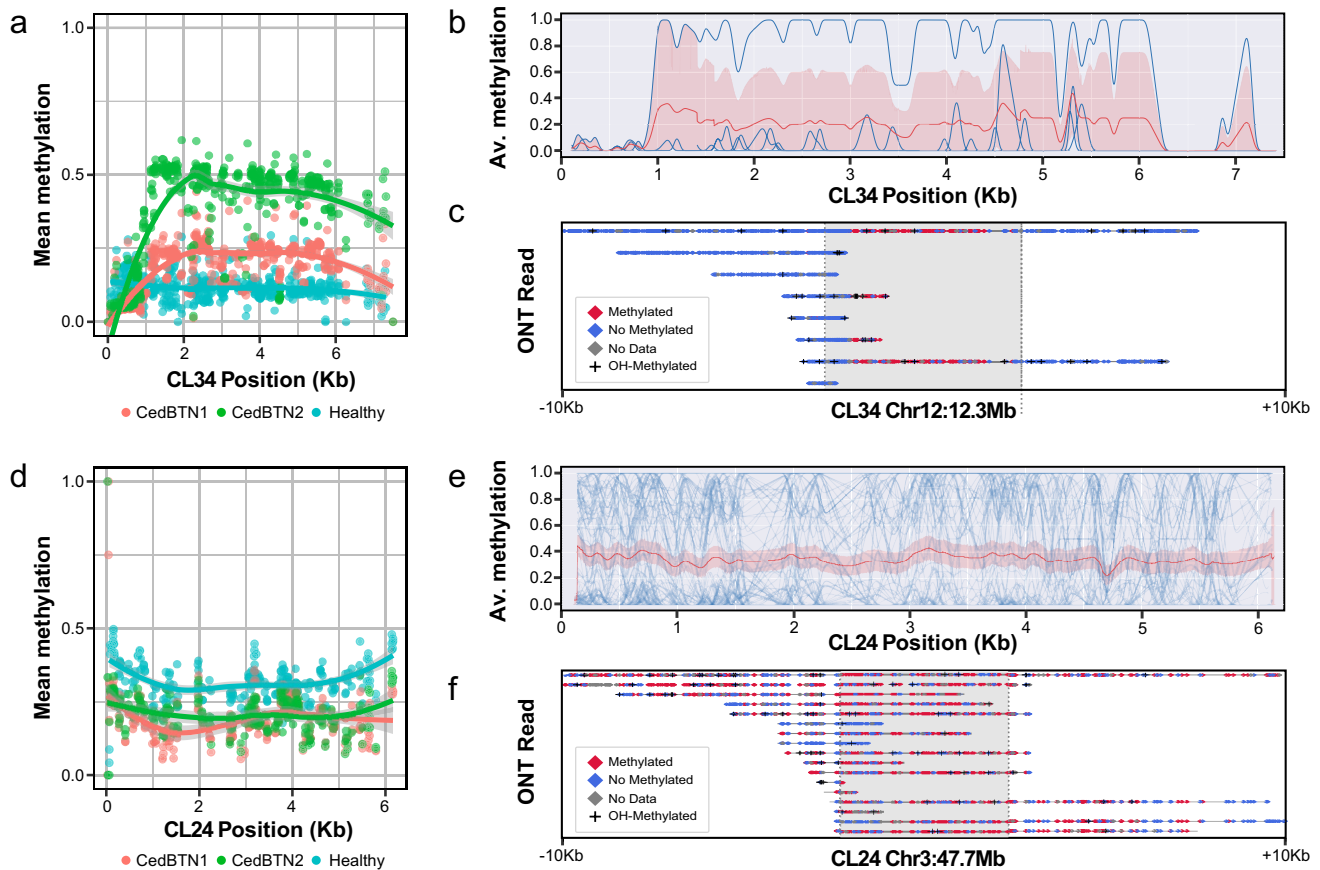 a
1.0
0.5
0.0
Mean methylation
0 2 4 6
CL34 Position (Kb)
CedBTN1 CedBTN2 Healthy
b
1.0
0.8
0.6
0.4
0.2
0.0
Av. methylation
0 1 2 3 4 5 6 7
CL34 Position (Kb)
c
ONT Read
Methylated
No Methylated
No Data
OH-Methylated
-10Kb CL34 Chr12:12.3Mb +10Kb
d
1.0
0.5
0.0
Mean methylation
0 2 4 6
CL24 Position (Kb)
CedBTN1 CedBTN2 Healthy
e
1.0
0.8
0.6
0.4
0.2
0.0
Av. methylation
0 1 2 3 4 5 6
CL24 Position (Kb)
f
ONT Read
Methylated
No Methylated
No Data
OH-Methylated
-10Kb CL24 Chr3:47.7Mb +10Kb